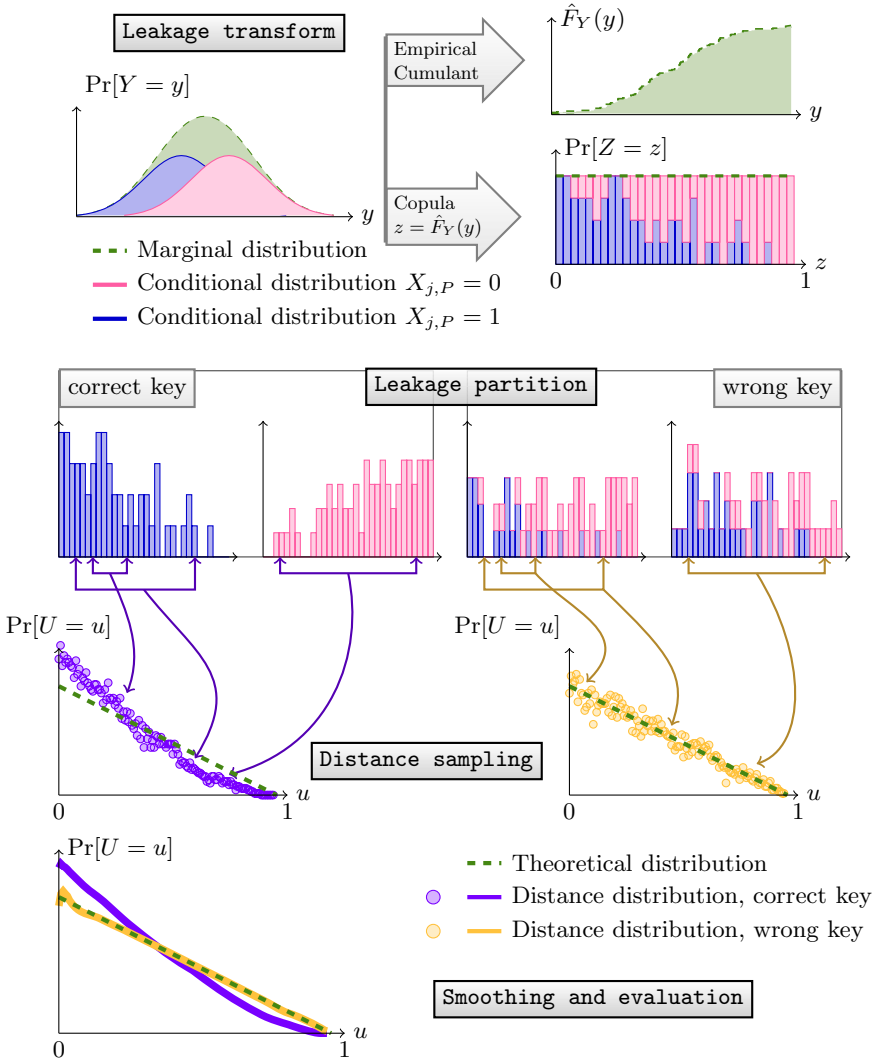 Leakage transform
Empirical
Cumulant
F̂_Y(y)
y
Pr[Y = y]
y
Copula
z = F̂_Y(y)
Pr[Z = z]
0
1
z
Marginal distribution
Conditional distribution X_{j,P} = 0
Conditional distribution X_{j,P} = 1
correct key
Leakage partition
wrong key
Pr[U = u]
0
1
u
Pr[U = u]
0
1
u
Distance sampling
Pr[U = u]
0
1
u
Theoretical distribution
Distance distribution, correct key
Distance distribution, wrong key
Smoothing and evaluation